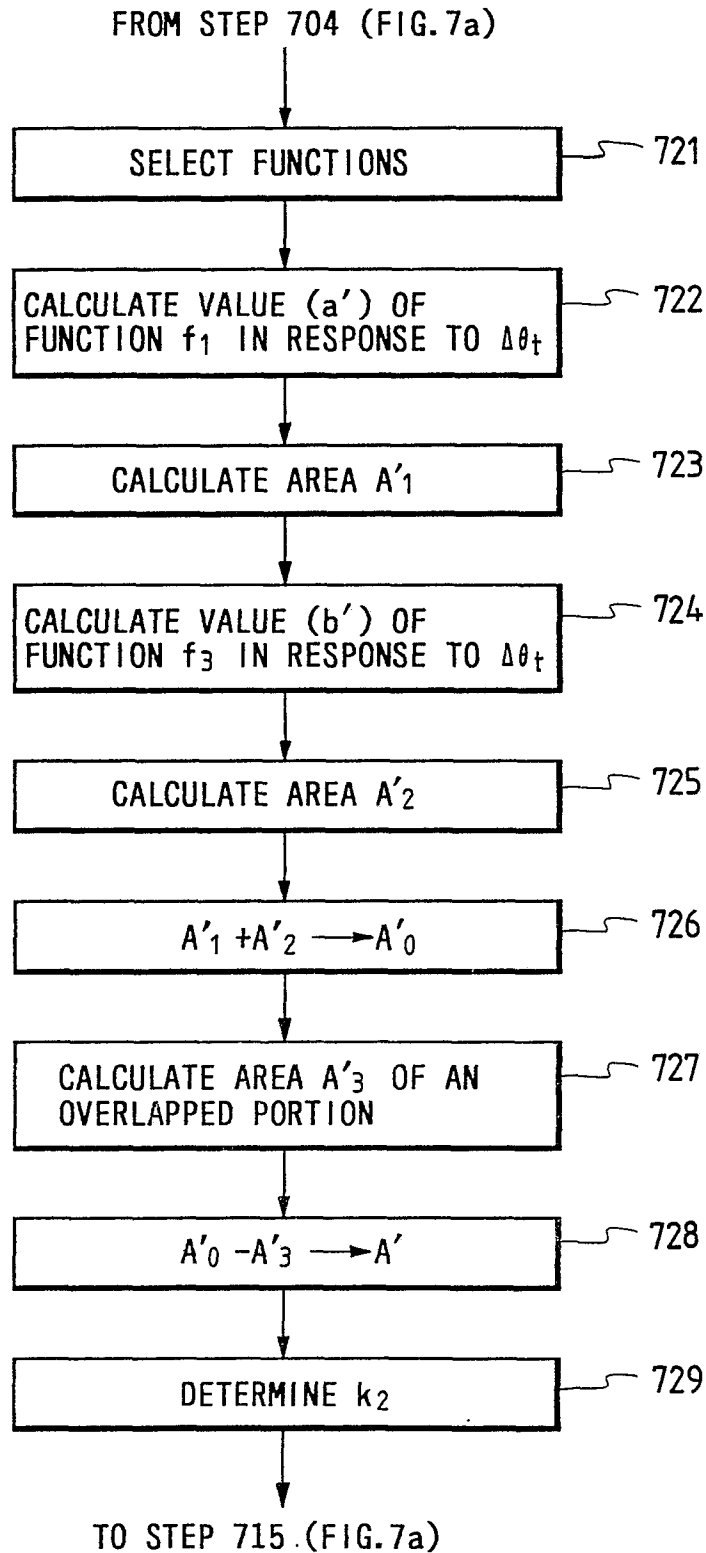 FROM STEP 704 (FIG.7a)
SELECT FUNCTIONS
721
CALCULATE VALUE (a′) OF
FUNCTION f₁ IN RESPONSE TO Δθt
722
CALCULATE AREA A′₁
723
CALCULATE VALUE (b′) OF
FUNCTION f₃ IN RESPONSE TO Δθt
724
CALCULATE AREA A′₂
725
A′₁ +A′₂ → A′₀
726
CALCULATE AREA A′₃ OF AN
OVERLAPPED PORTION
727
A′₀ −A′₃ → A′
728
DETERMINE k₂
729
TO STEP 715 (FIG.7a)